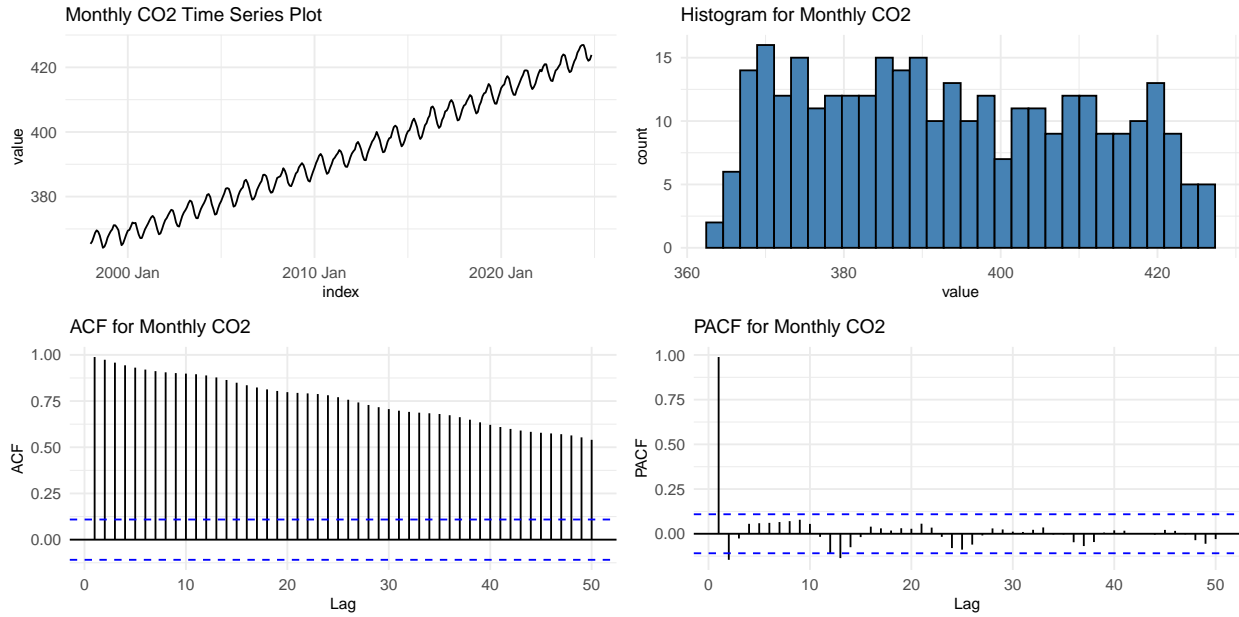 Monthly CO2 Time Series Plot
420
400
380
value
2000 Jan 2010 Jan 2020 Jan
index
Histogram for Monthly CO2
15
10
5
0
count
360 380 400 420
value
ACF for Monthly CO2
1.00
0.75
0.50
0.25
0.00
ACF
0 10 20 30 40 50
Lag
PACF for Monthly CO2
1.00
0.75
0.50
0.25
0.00
PACF
0 10 20 30 40 50
Lag